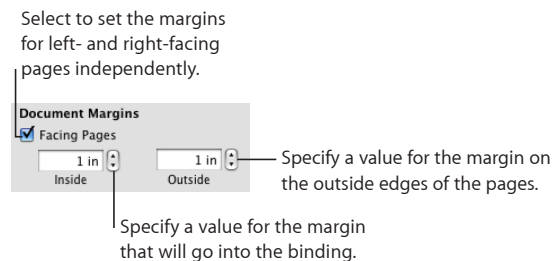 Select to set the margins
for left- and right-facing
pages independently.
Document Margins
Facing Pages
1 in
1 in
Inside
Outside
Specify a value for the margin on
the outside edges of the pages.
Specify a value for the margin
that will go into the binding.